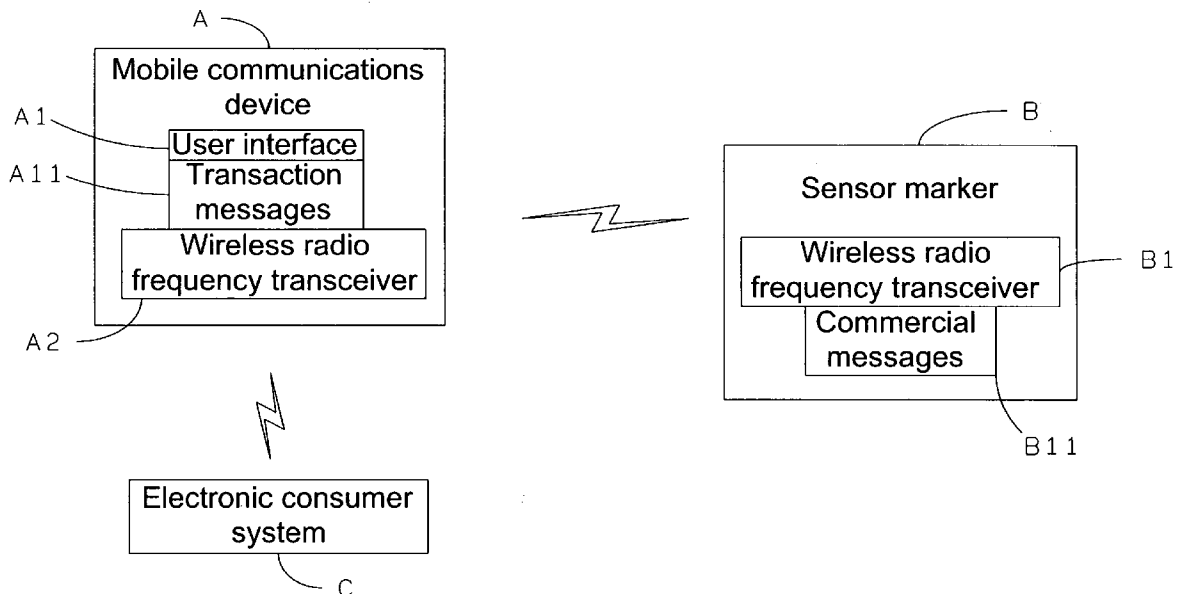 A
Mobile communications
device
A1
User interface
A11
Transaction
messages
Wireless radio
frequency transceiver
A2
B
Sensor marker
Wireless radio
frequency transceiver
B1
Commercial
messages
B11
Electronic consumer
system
C